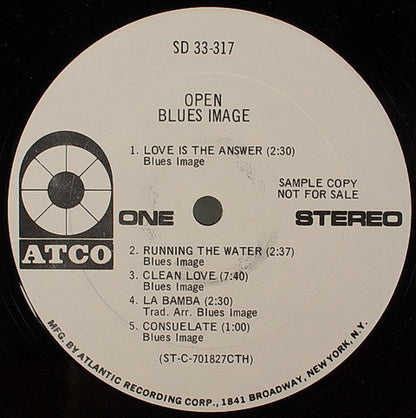 SD 33-317
OPEN
BLUES IMAGE
1. LOVE IS THE ANSWER (2:30)
Blues Image
SAMPLE COPY
NOT FOR SALE
ONE
STEREO
ATCO
2. RUNNING THE WATER (2:37)
Blues Image
3. CLEAN LOVE (7:40)
Blues Image
4. LA BAMBA (2:30)
Trad. Arr. Blues Image
5. CONSUELATE (1:00)
Blues Image
(ST-C-701827CTH)
MFG. BY ATLANTIC RECORDING CORP., 1841 BROADWAY, NEW YORK, N.Y.